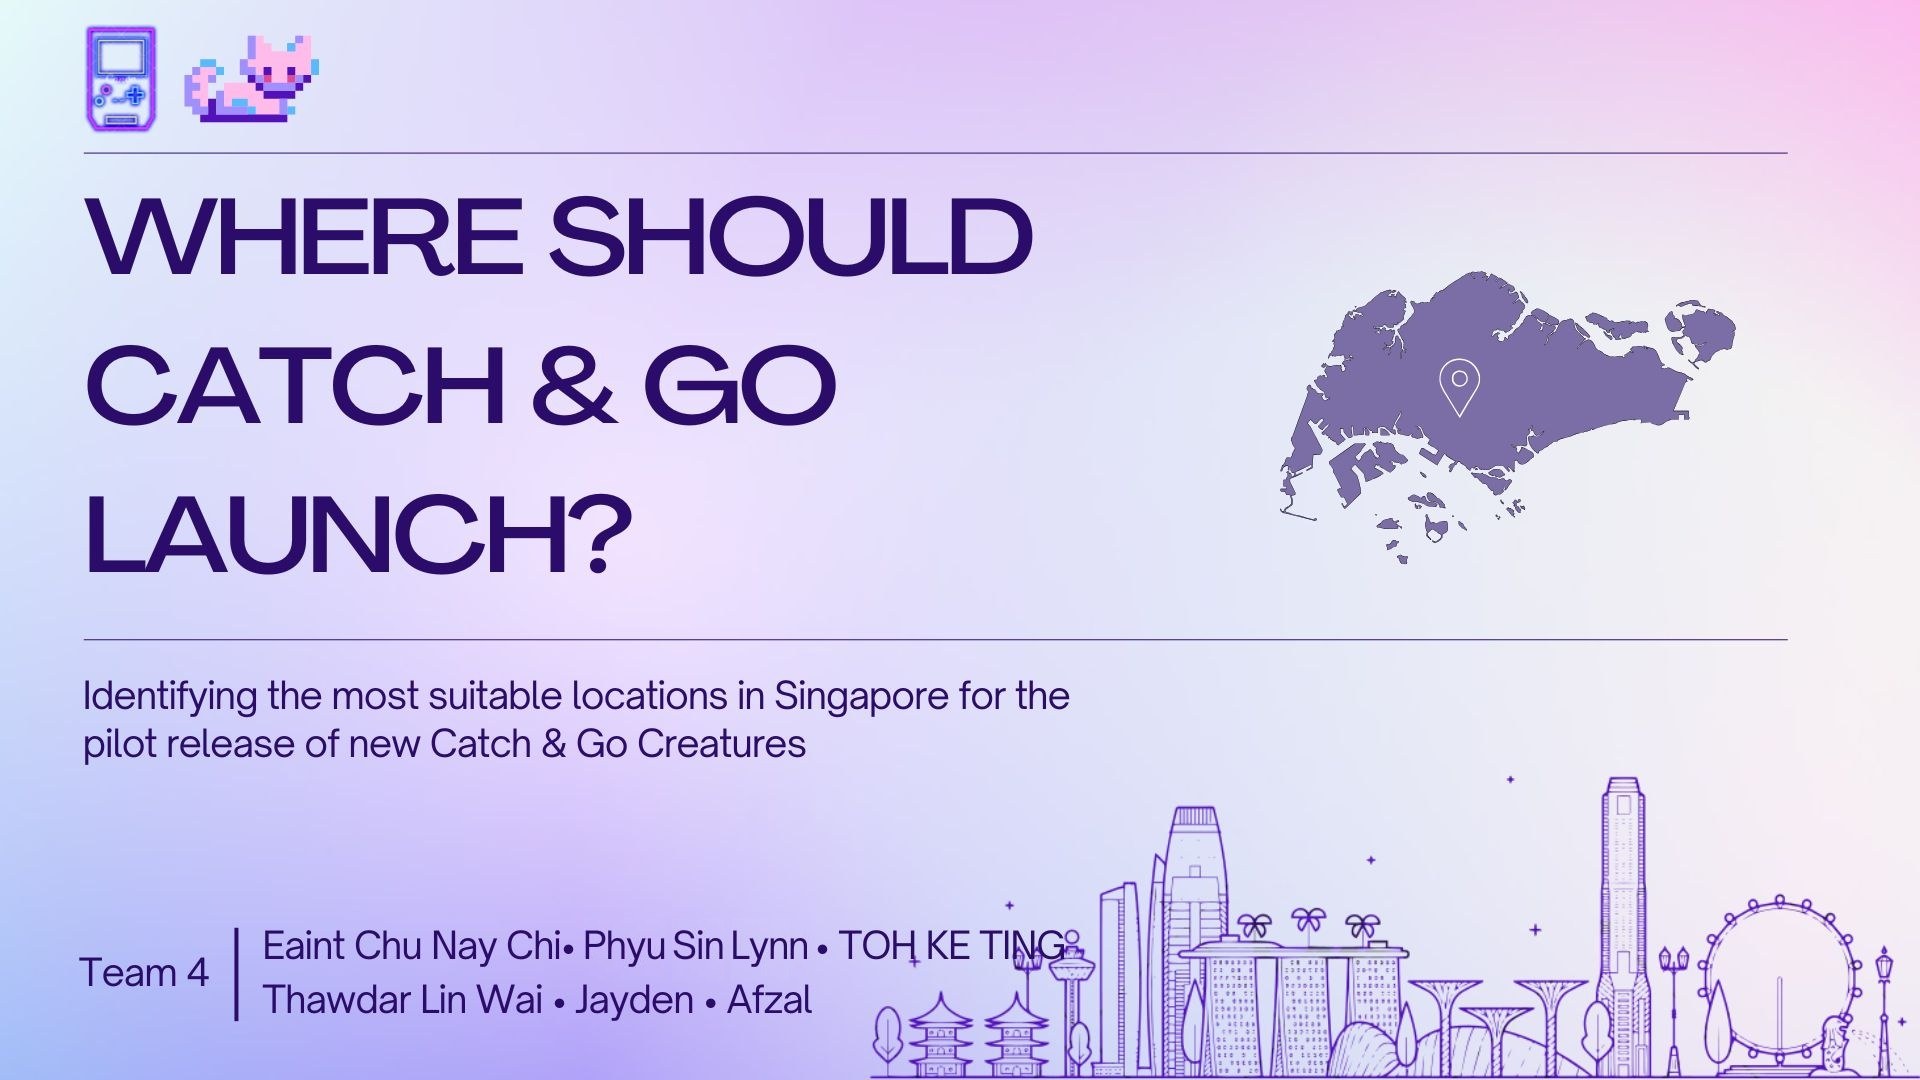 WHERE SHOULD
CATCH & GO
LAUNCH?
Identifying the most suitable locations in Singapore for the
pilot release of new Catch & Go Creatures
Team 4
Eaint Chu Nay Chi• Phyu Sin Lynn • TOH KE TING
Thawdar Lin Wai • Jayden • Afzal